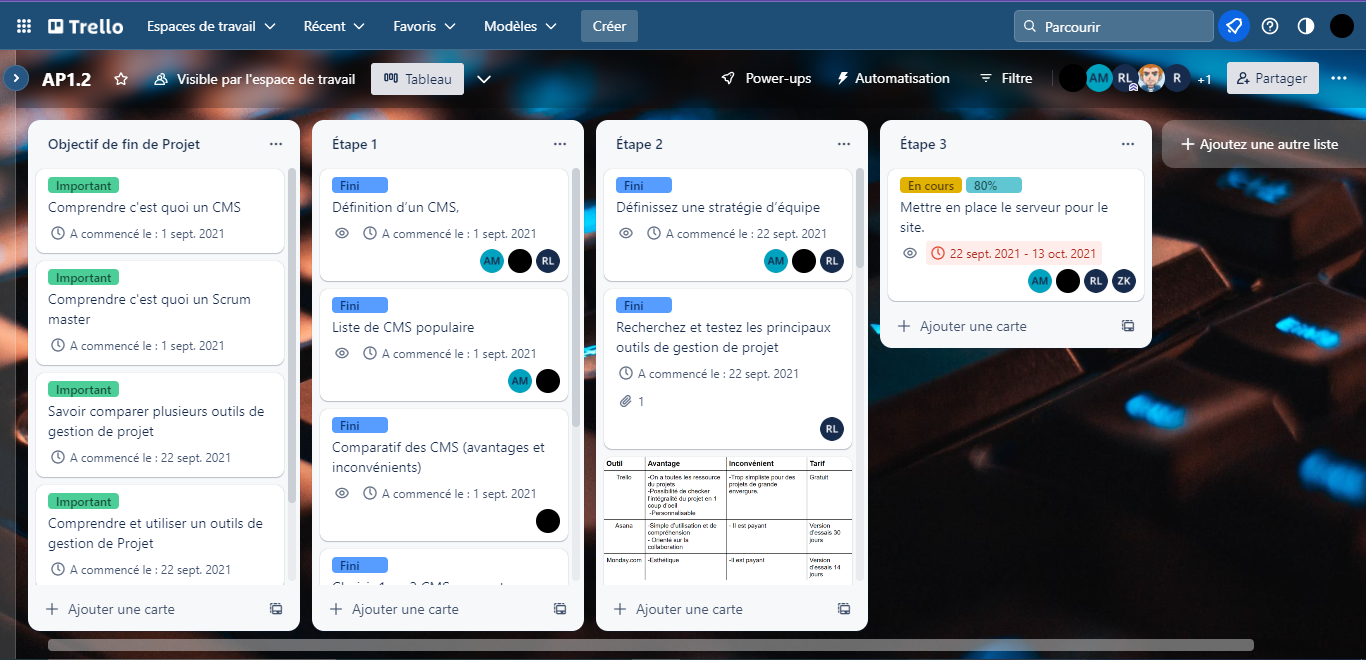 Trello
Espaces de travail
Récent
Favoris
Modèles
Créer
Parcourir
AP1.2
Visible par l'espace de travail
Tableau
Power-ups
Automatisation
Filtre
AM
RL
R
+1
Partager
Objectif de fin de Projet
Important
Comprendre c'est quoi un CMS
A commencé le : 1 sept. 2021
Important
Comprendre c'est quoi un Scrum
master
A commencé le : 1 sept. 2021
Important
Savoir comparer plusieurs outils de
gestion de projet
A commencé le : 22 sept. 2021
Important
Comprendre et utiliser un outils de
gestion de Projet
A commencé le : 22 sept. 2021
Ajouter une carte
Étape 1
Fini
Définition d’un CMS,
A commencé le : 1 sept. 2021
AM
RL
Fini
Liste de CMS populaire
A commencé le : 1 sept. 2021
AM
Fini
Comparatif des CMS (avantages et
inconvénients)
A commencé le : 1 sept. 2021
Fini
Ajouter une carte
Étape 2
Fini
Définissez une stratégie d’équipe
A commencé le : 22 sept. 2021
AM
RL
Fini
Recherchez et testez les principaux
outils de gestion de projet
A commencé le : 22 sept. 2021
1
RL
Outil Avantage Inconvénient Tarif
Trello -On a toutes les ressource -Trop simpliste pour des Gratuit
du projets projets de grande
-Possibilité de checker envergure.
l'intégralité du projet en 1
coup d'oeil
-Personnalisable
Asana -Simple d'utilisation et de - Il est payant Version
compréhension d'essais 30
- Orienté sur la jours
collaboration
Monday.com -Esthétique -Il est payant Version
d'essais 14
jours
Ajouter une carte
Étape 3
En cours
80%
Mettre en place le serveur pour le
site.
22 sept. 2021 - 13 oct. 2021
AM
RL
ZK
Ajouter une carte
Ajoutez une autre liste